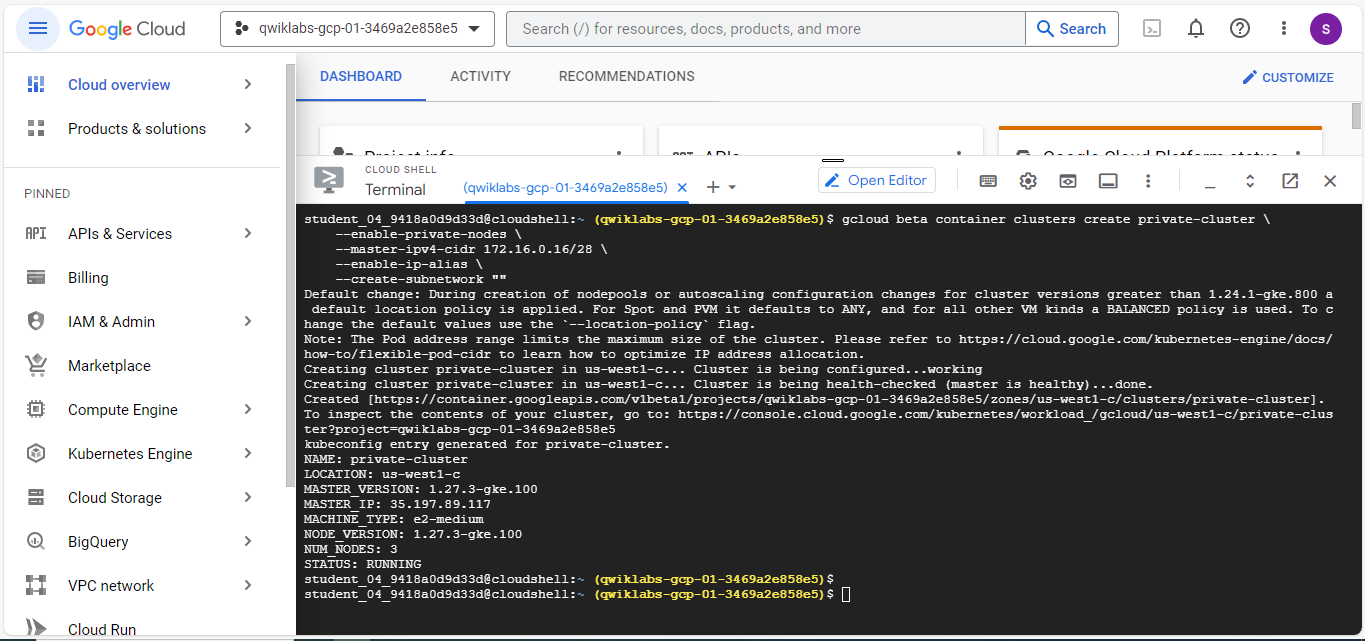 Google Cloud
qwiklabs-gcp-01-3469a2e858e5
Search (/) for resources, docs, products, and more
Search
S
Cloud overview
Products & solutions
PINNED
APIs & Services
Billing
IAM & Admin
Marketplace
Compute Engine
Kubernetes Engine
Cloud Storage
BigQuery
VPC network
Cloud Run
DASHBOARD
ACTIVITY
RECOMMENDATIONS
CUSTOMIZE
Project info
APIs
Google Cloud Platform status
CLOUD SHELL
Terminal
(qwiklabs-gcp-01-3469a2e858e5)
Open Editor
student_04_9418a0d9d33d@cloudshell:~ (qwiklabs-gcp-01-3469a2e858e5)$ gcloud beta container clusters create private-cluster \
--enable-private-nodes \
--master-ipv4-cidr 172.16.0.16/28 \
--enable-ip-alias \
--create-subnetwork ""
Default change: During creation of nodepools or autoscaling configuration changes for cluster versions greater than 1.24.1-gke.800 a
default location policy is applied. For Spot and PVM it defaults to ANY, and for all other VM kinds a BALANCED policy is used. To c
hange the default values use the `--location-policy` flag.
Note: The Pod address range limits the maximum size of the cluster. Please refer to https://cloud.google.com/kubernetes-engine/docs/
how-to/flexible-pod-cidr to learn how to optimize IP address allocation.
Creating cluster private-cluster in us-west1-c... Cluster is being configured...working
Creating cluster private-cluster in us-west1-c... Cluster is being health-checked (master is healthy)...done.
Created [https://container.googleapis.com/v1beta1/projects/qwiklabs-gcp-01-3469a2e858e5/zones/us-west1-c/clusters/private-cluster].
To inspect the contents of your cluster, go to: https://console.cloud.google.com/kubernetes/workload_/gcloud/us-west1-c/private-clus
ter?project=qwiklabs-gcp-01-3469a2e858e5
kubeconfig entry generated for private-cluster.
NAME: private-cluster
LOCATION: us-west1-c
MASTER_VERSION: 1.27.3-gke.100
MASTER_IP: 35.197.89.117
MACHINE_TYPE: e2-medium
NODE_VERSION: 1.27.3-gke.100
NUM_NODES: 3
STATUS: RUNNING
student_04_9418a0d9d33d@cloudshell:~ (qwiklabs-gcp-01-3469a2e858e5)$
student_04_9418a0d9d33d@cloudshell:~ (qwiklabs-gcp-01-3469a2e858e5)$